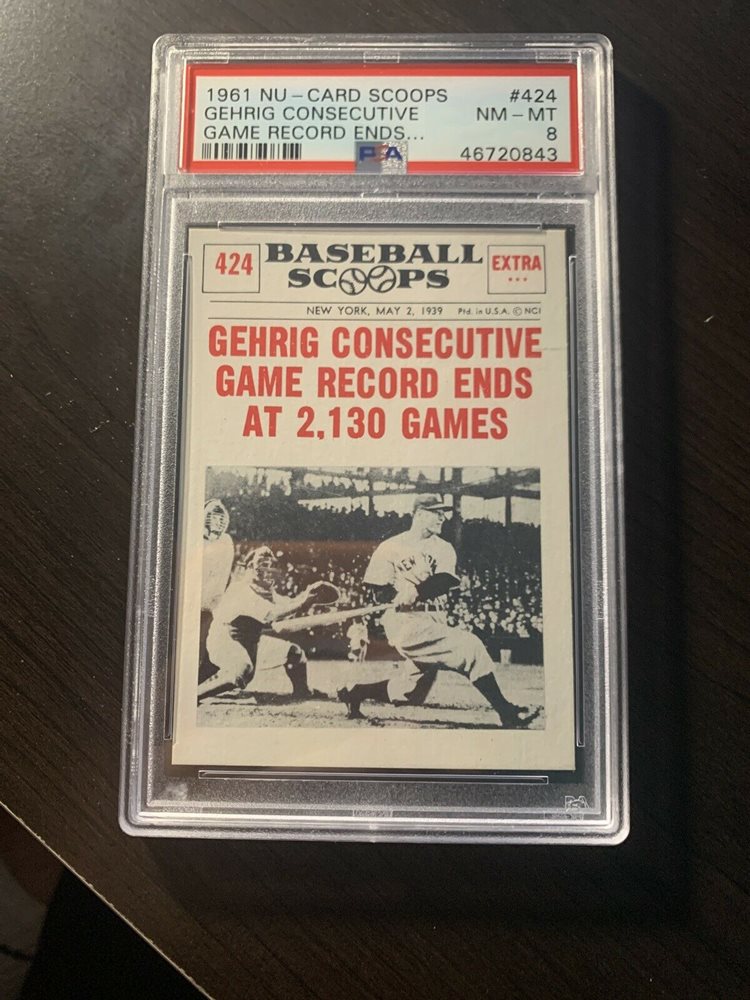 1961 NU-CARD SCOOPS #424
GEHRIG CONSECUTIVE NM-MT
GAME RECORD ENDS... 8
PSA 46720843
424 BASEBALL SCOOPS EXTRA ...
NEW YORK, MAY 2, 1939 Ptd. in U.S.A. © NCI
GEHRIG CONSECUTIVE
GAME RECORD ENDS
AT 2,130 GAMES
NEW YORK